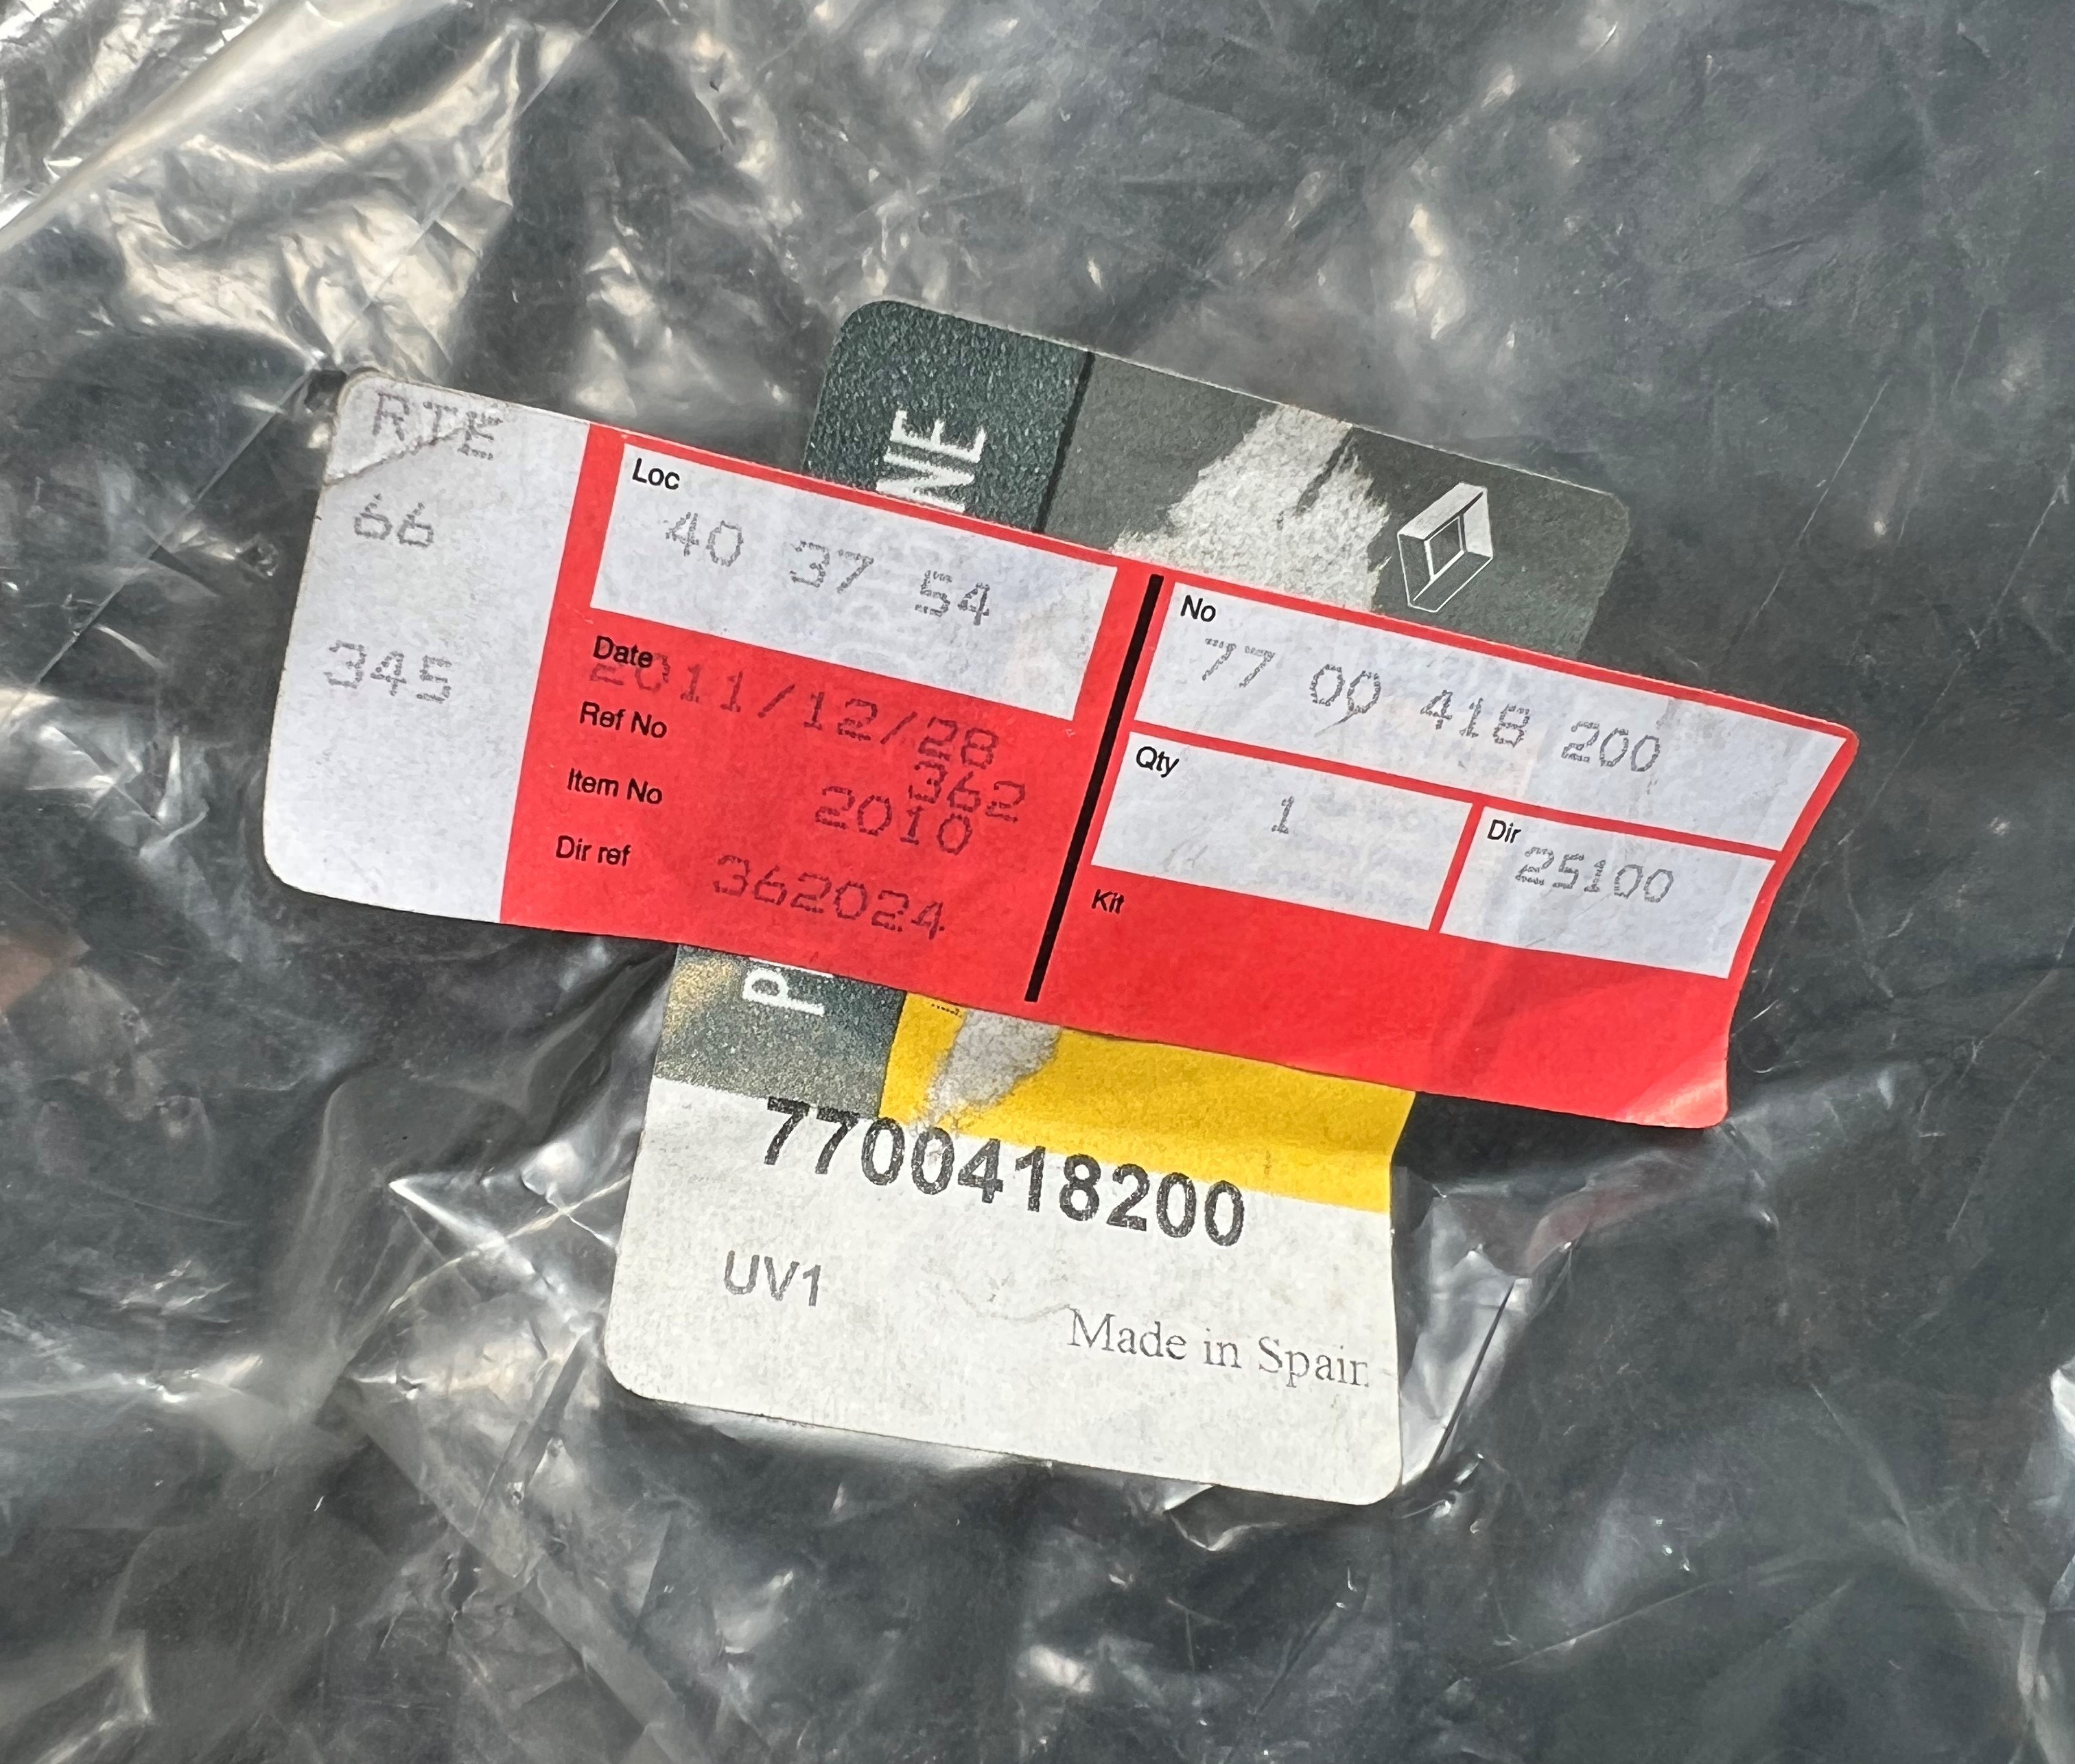 RTE
66
345
Loc
40 37 54
Date
2011/12/28
Ref No
362
Item No
2010
Dir ref
362024
No
77 00 418 200
Qty
1
Dir
25100
Kit
7700418200
UV1
Made in Spain